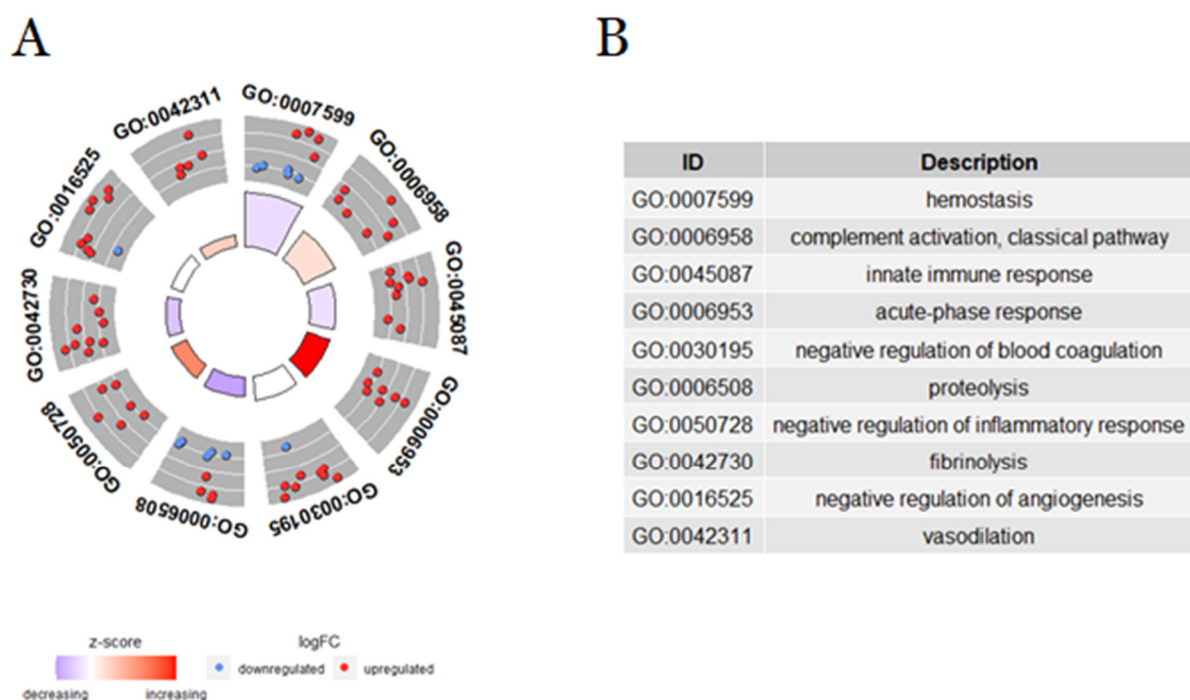 A
GO:0007599
GO:0006958
GO:0045087
GO:0006953
GO:0030195
GO:0006508
GO:0050728
GO:0042730
GO:0016525
GO:0042311
z-score
decreasing increasing
logFC
downregulated upregulated
B
ID Description
GO:0007599 hemostasis
GO:0006958 complement activation, classical pathway
GO:0045087 innate immune response
GO:0006953 acute-phase response
GO:0030195 negative regulation of blood coagulation
GO:0006508 proteolysis
GO:0050728 negative regulation of inflammatory response
GO:0042730 fibrinolysis
GO:0016525 negative regulation of angiogenesis
GO:0042311 vasodilation